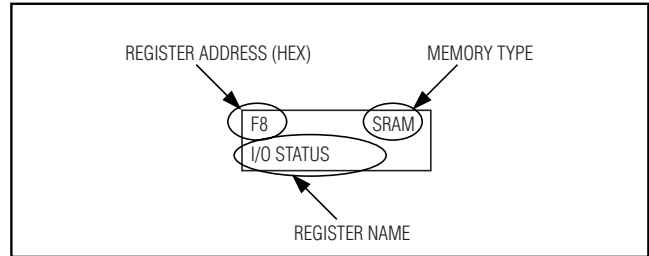 REGISTER ADDRESS (HEX)
MEMORY TYPE
F8
SRAM
I/O STATUS
REGISTER NAME